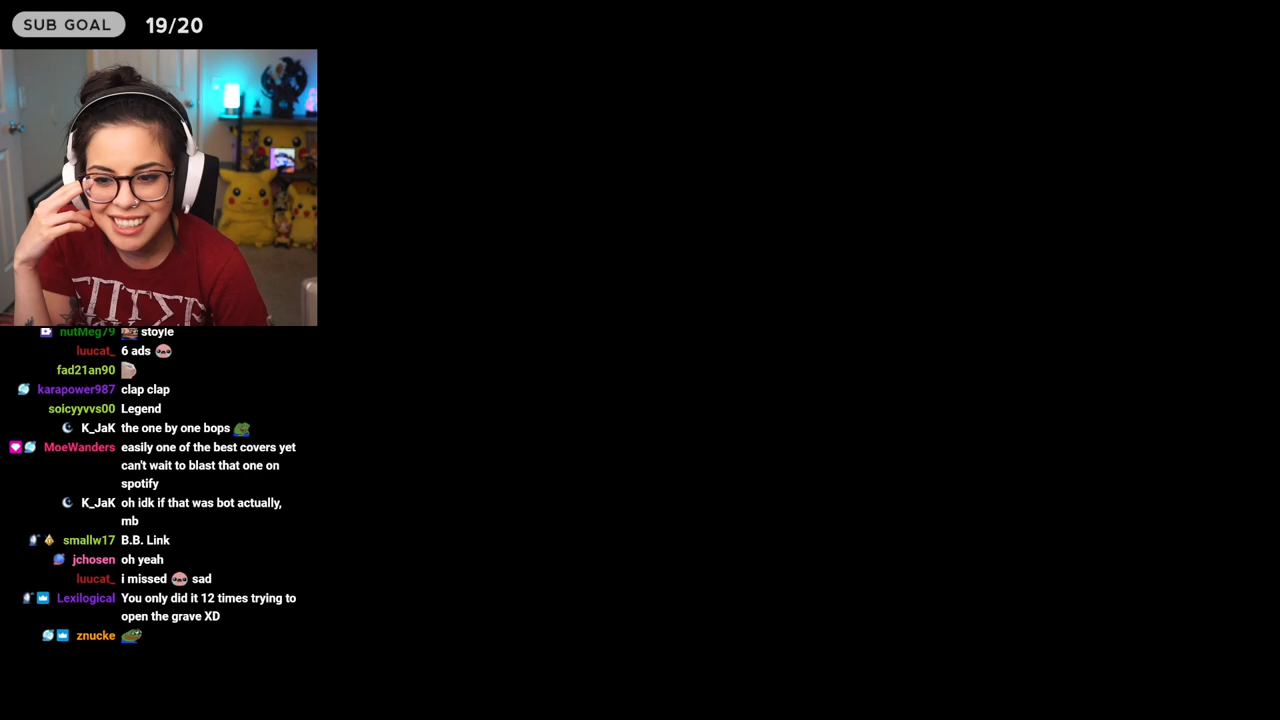 SUB GOAL 19/20
nutMeg79 stoyle
luucat_ 6 ads
fad21an90
karapower987 clap clap
soicyyvvs00 Legend
K_JaK the one by one bops
MoeWanders easily one of the best covers yet
can't wait to blast that one on
spotify
K_JaK oh idk if that was bot actually,
mb
smallw17 B.B. Link
jchosen oh yeah
luucat_ i missed sad
Lexilogical You only did it 12 times trying to
open the grave XD
znucke